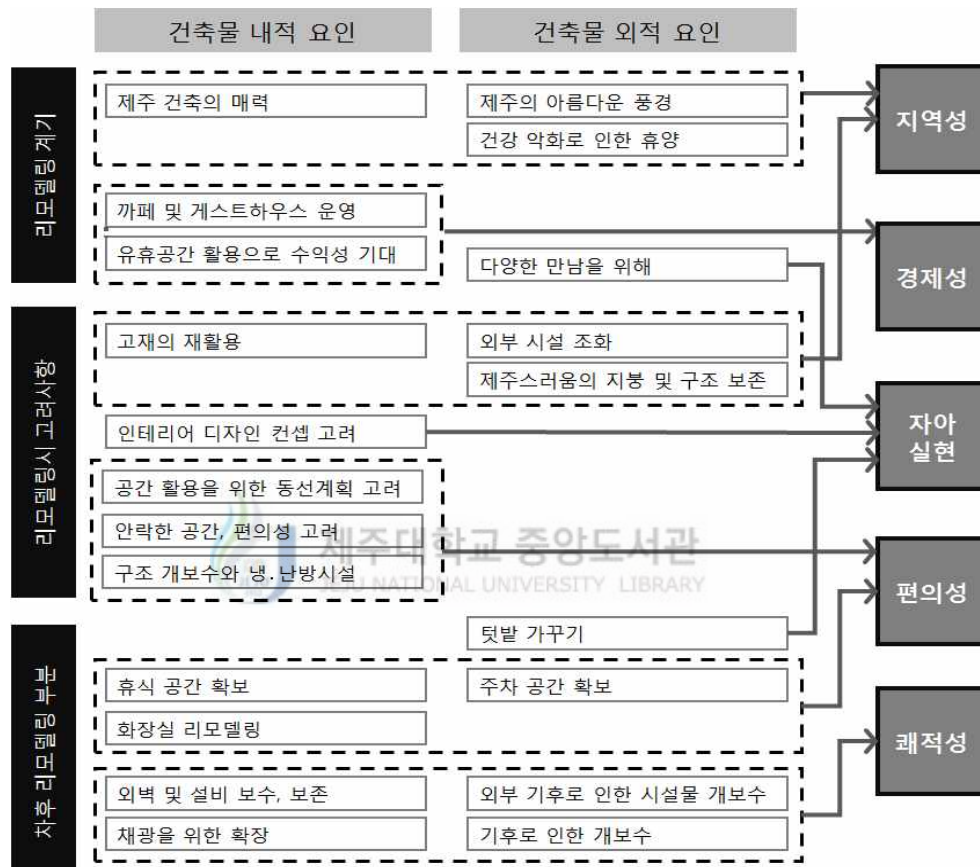 건축물 내적 요인
건축물 외적 요인
리모델링 계기
제주 건축의 매력
제주의 아름다운 풍경
건강 악화로 인한 휴양
지역성
까페 및 게스트하우스 운영
유휴공간 활용으로 수익성 기대
다양한 만남을 위해
경제성
리모델링시 고려사항
고재의 재활용
외부 시설 조화
제주스러움의 지붕 및 구조 보존
인테리어 디자인 컨셉 고려
자아
실현
공간 활용을 위한 동선계획 고려
안락한 공간, 편의성 고려
구조 개보수와 냉.난방시설
제주대학교 중앙도서관
JEJU NATIONAL UNIVERSITY LIBRARY
편의성
텃밭 가꾸기
차후 리모델링 부분
휴식 공간 확보
주차 공간 확보
화장실 리모델링
쾌적성
외벽 및 설비 보수, 보존
외부 기후로 인한 시설물 개보수
채광을 위한 확장
기후로 인한 개보수